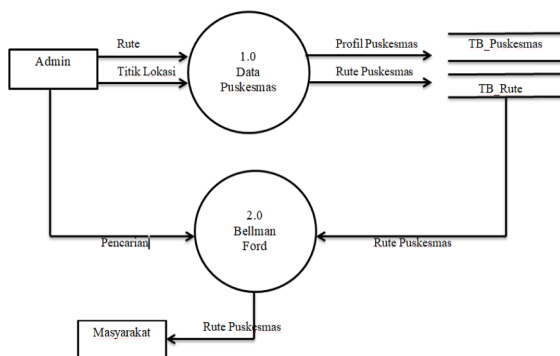 Admin
Rute
Titik Lokasi
1.0
Data
Puskesmas
Profil Puskesmas
Rute Puskesmas
TB_Puskesmas
TB_Rute
Pencarian
2.0
Bellman
Ford
Rute Puskesmas
Masyarakat
Rute Puskesmas